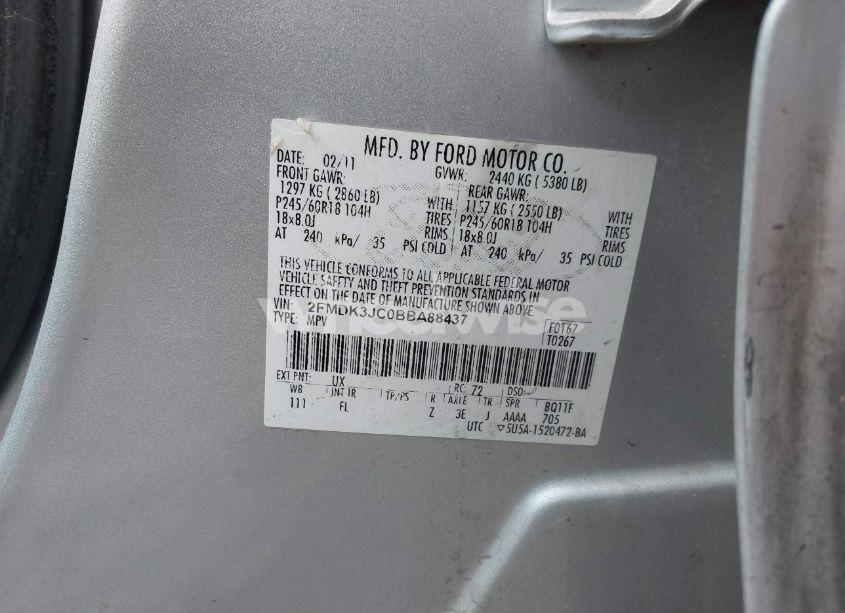 MFD. BY FORD MOTOR CO.
DATE: 02/11 GVWR: 2440 KG ( 5380 LB)
FRONT GAWR: REAR GAWR:
1297 KG ( 2860 LB) WITH 1157 KG ( 2550 LB) WITH
P245/60R18 104H TIRES P245/60R18 104H TIRES
18x8.0J RIMS 18x8.0J RIMS
AT 240 kPa/ 35 PSI COLD AT 240 kPa/ 35 PSI COLD
THIS VEHICLE CONFORMS TO ALL APPLICABLE FEDERAL MOTOR
VEHICLE SAFETY AND THEFT PREVENTION STANDARDS IN
EFFECT ON THE DATE OF MANUFACTURE SHOWN ABOVE
VIN: 2FMDK3JC0BBA88437 F0167
TYPE: MPV T0267
wheelwise
EXT PNT: UX RC: 72 DSO:
WB INT TR TP/PS R AXLE TR SPR BQ11F
111 FL Z 3E J AAAA 705
UTC ▽5U5A-1520472-BA